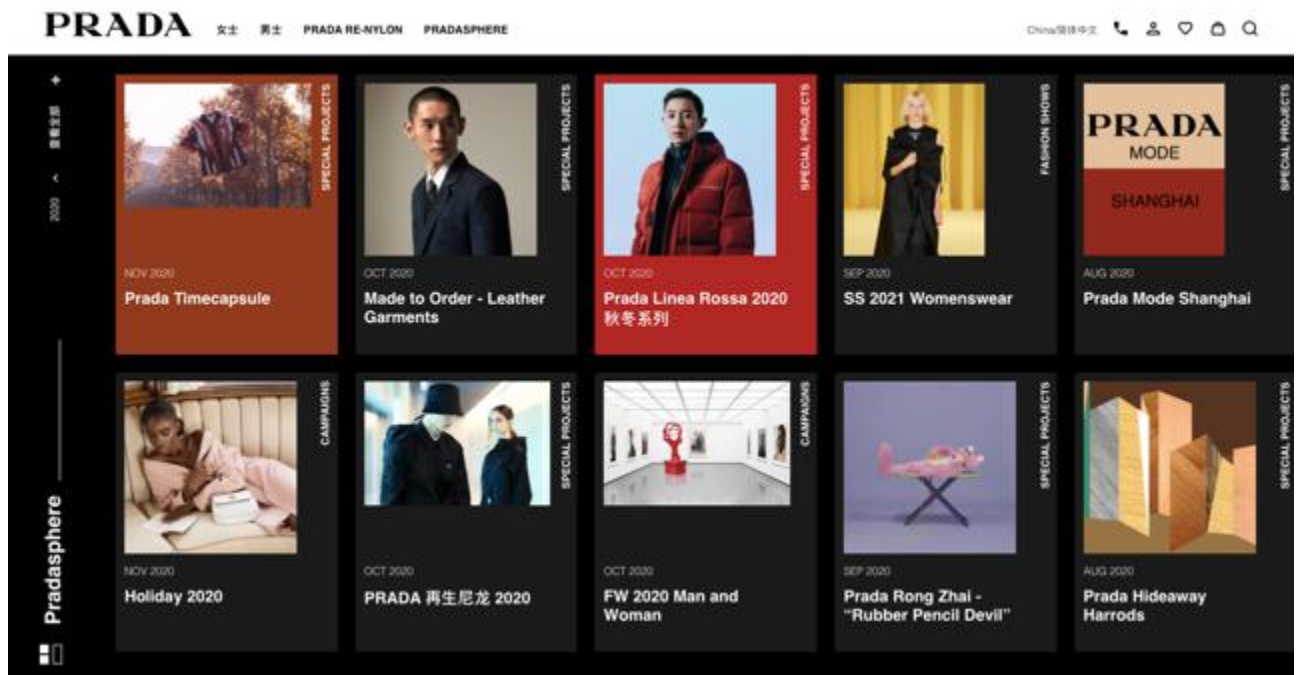 PRADA
女士 男士 PRADA RE-NYLON PRADASPHERE
China/简体中文
查看全部
2020
Pradasphere
SPECIAL PROJECTS
NOV 2020
Prada Timecapsule
SPECIAL PROJECTS
OCT 2020
Made to Order - Leather
Garments
SPECIAL PROJECTS
OCT 2020
Prada Linea Rossa 2020
秋冬系列
FASHION SHOWS
SEP 2020
SS 2021 Womenswear
PRADA
MODE
SHANGHAI
SPECIAL PROJECTS
AUG 2020
Prada Mode Shanghai
CAMPAIGNS
NOV 2020
Holiday 2020
SPECIAL PROJECTS
OCT 2020
PRADA 再生尼龙 2020
CAMPAIGNS
OCT 2020
FW 2020 Man and
Woman
SPECIAL PROJECTS
SEP 2020
Prada Rong Zhai -
“Rubber Pencil Devil”
SPECIAL PROJECTS
AUG 2020
Prada Hideaway
Harrods